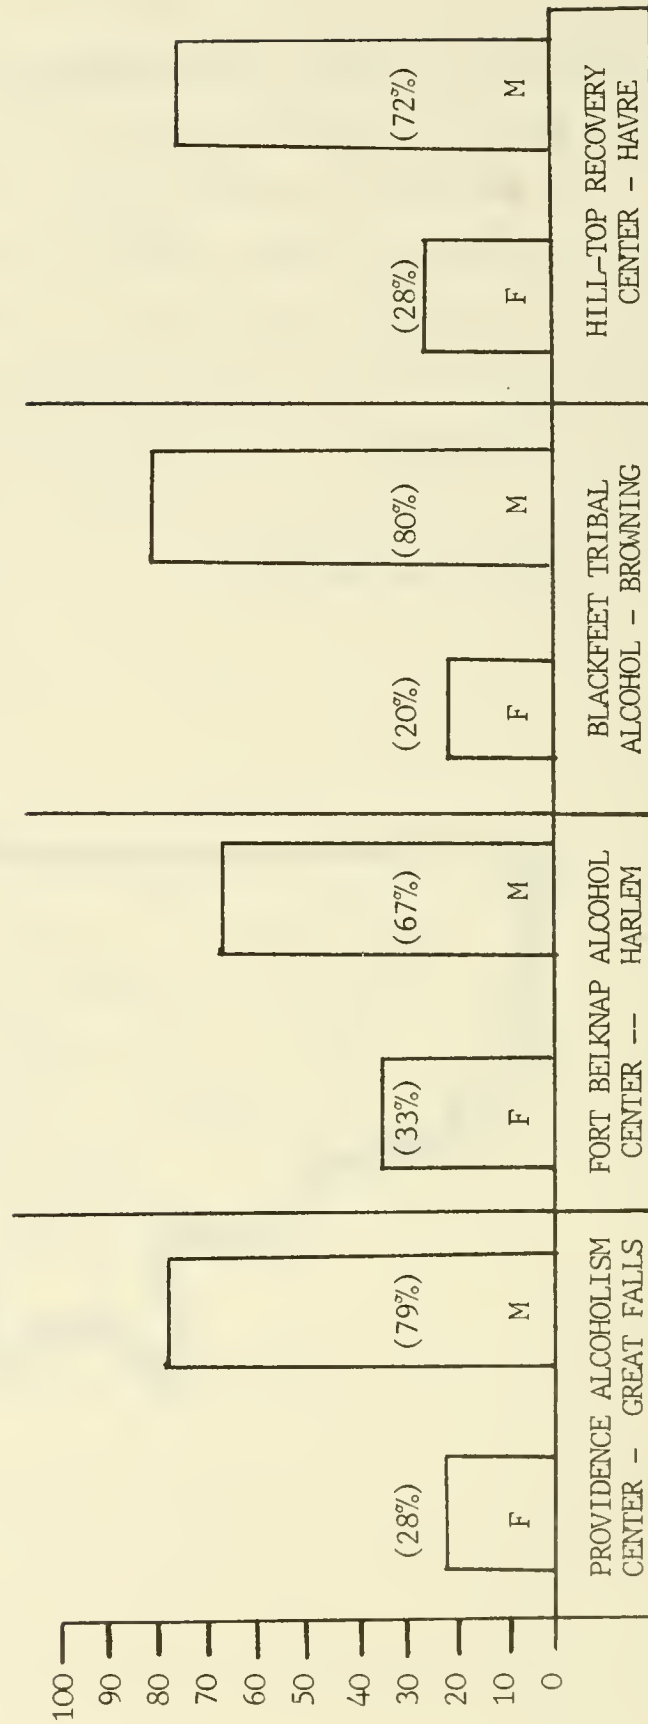 100
90
80
70
60
50
40
30
20
10
0
(28%)
F
(79%)
M
PROVIDENCE ALCOHOLISM
CENTER - GREAT FALLS
(33%)
F
(67%)
M
FORT BELKNAP ALCOHOL
CENTER -- HARLEM
(20%)
F
(80%)
M
BLACKFEET TRIBAL
ALCOHOL - BROWNING
(28%)
F
(72%)
M
HILL-TOP RECOVERY
CENTER - HAVRE